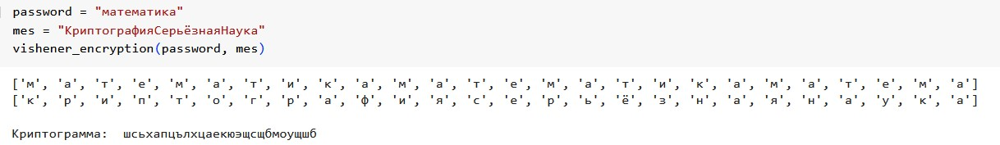 password = "математика"
mes = "КриптографияСерьёзнаяНаука"
vishener_encryption(password, mes)
['м', 'а', 'т', 'е', 'м', 'а', 'т', 'и', 'к', 'а', 'м', 'а', 'т', 'е', 'м', 'а', 'т', 'и', 'к', 'а', 'м', 'а', 'т', 'е', 'м', 'а']
['к', 'р', 'и', 'п', 'т', 'о', 'г', 'р', 'а', 'ф', 'и', 'я', 'с', 'е', 'р', 'ь', 'ё', 'з', 'н', 'а', 'я', 'н', 'а', 'у', 'к', 'а']
Криптограмма: шсьхапцълхцаекюэщсщбмоущшб